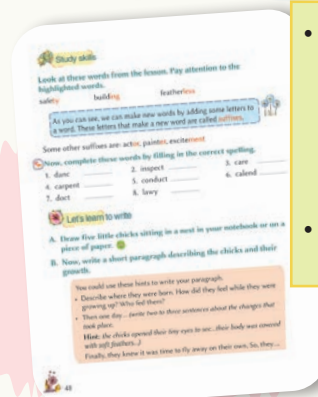 Study skills
Look at these words from the lesson. Pay attention to the
highlighted words.
safety building featherless
As you can see, we can make new words by adding some letters to
a word. These letters that make a new word are called suffixes.
Some other suffixes are: actor, painter, excitement.
Now, complete these words by filling in the correct spelling.
1. danc ______ 2. inspect ______ 3. care ______
4. carpent ______ 5. conduct ______ 6. calend ______
7. doct ______ 8. lawy ______
Let's learn to write
A. Draw five little chicks sitting in a nest in your notebook or on a
piece of paper.
B. Now, write a short paragraph describing the chicks and their
growth.
You could use these hints to write your paragraph.
• Describe where they were born. How did they feel while they were
growing up? Who fed them?
• Then one day... (write two to three sentences about the changes that
took place.
Hint: the chicks opened their tiny eyes to see...their body was covered
with soft feathers...)
Finally, they knew it was time to fly away on their own. So, they...
48